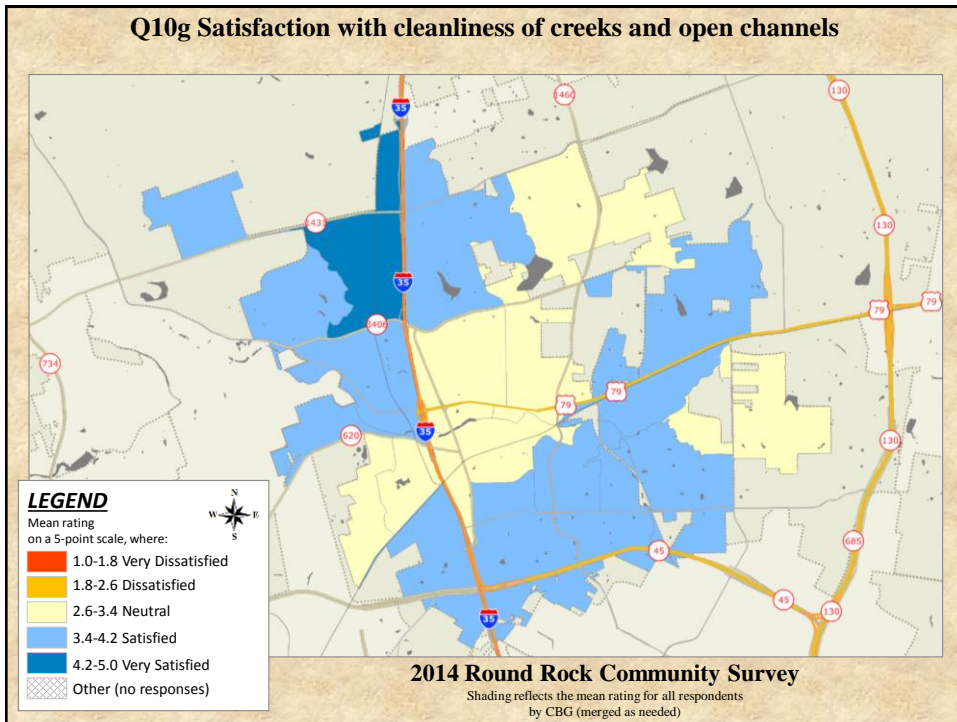 Q10g Satisfaction with cleanliness of creeks and open channels
35
1460
130
1431
130
35
79
79
3406
734
79
79
620
35
130
LEGEND
Mean rating
on a 5-point scale, where:
1.0-1.8 Very Dissatisfied
1.8-2.6 Dissatisfied
2.6-3.4 Neutral
3.4-4.2 Satisfied
4.2-5.0 Very Satisfied
Other (no responses)
N
W
E
S
685
45
45
130
35
2014 Round Rock Community Survey
Shading reflects the mean rating for all respondents
by CBG (merged as needed)